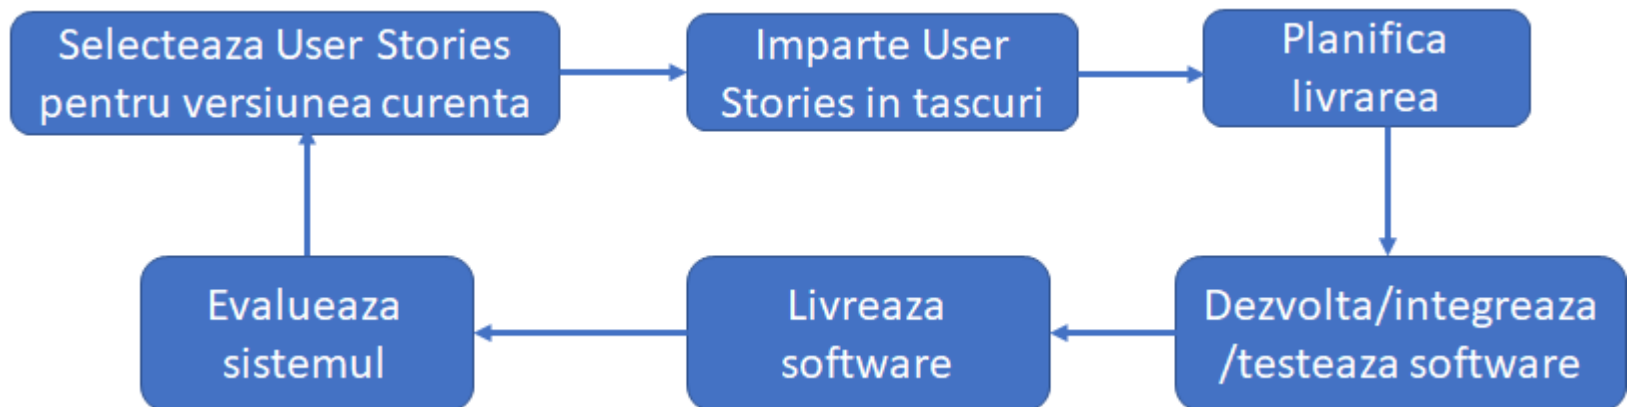 Selecteaza User Stories
pentru versiunea curenta
Imparte User
Stories in tascuri
Planifica
livrarea
Evalueaza
sistemul
Livreaza
software
Dezvolta/integreaza
/testeaza software